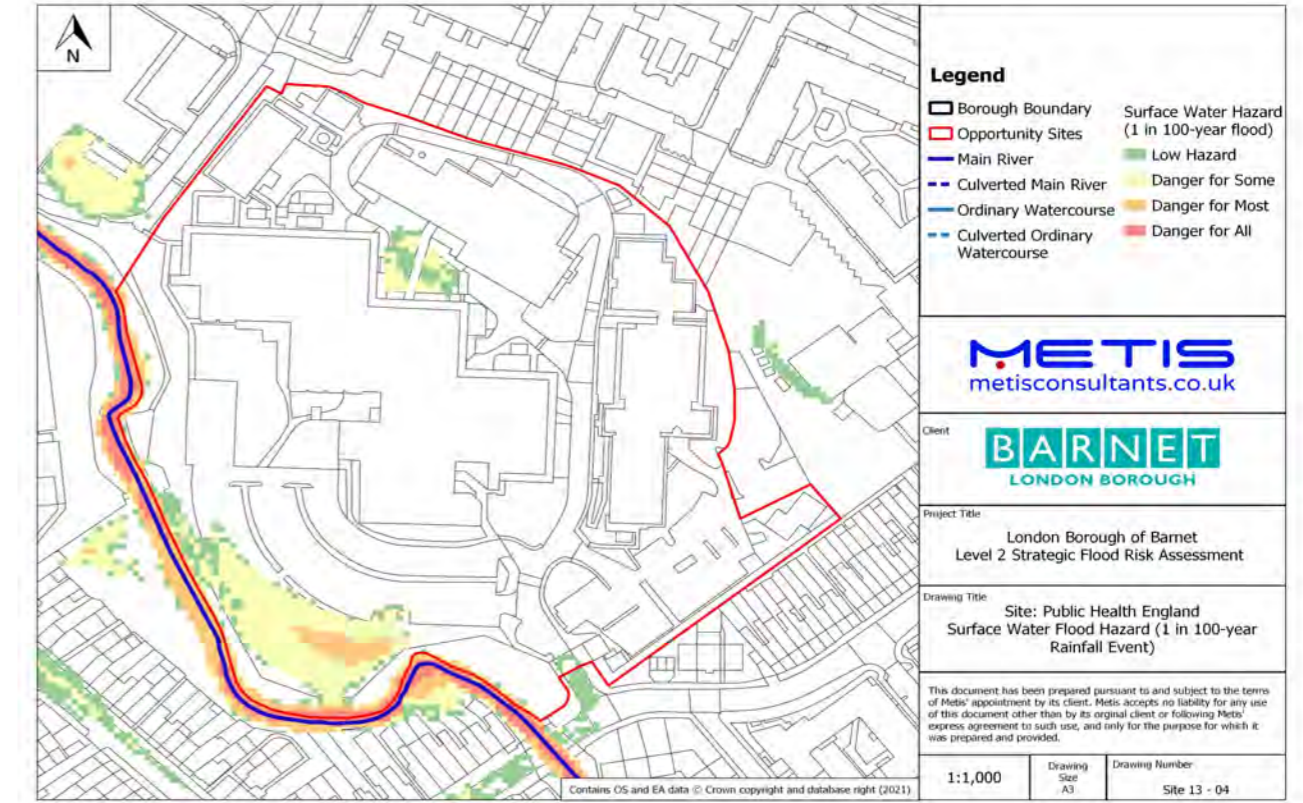 N
Legend
Borough Boundary
Opportunity Sites
Main River
Culverted Main River
Ordinary Watercourse
Culverted Ordinary
Watercourse
Surface Water Hazard
(1 in 100-year flood)
Low Hazard
Danger for Some
Danger for Most
Danger for All
METIS
metisconsultants.co.uk
Client
BARNET
LONDON BOROUGH
Project Title
London Borough of Barnet
Level 2 Strategic Flood Risk Assessment
Drawing Title
Site: Public Health England
Surface Water Flood Hazard (1 in 100-year
Rainfall Event)
This document has been prepared pursuant to and subject to the terms
of Metis' appointment by its client. Metis accepts no liability for any use
of this document other than by its orginal client or following Metis'
express agreement to such use, and only for the purpose for which it
was prepared and provided.
1:1,000
Drawing
Size
A3
Drawing Number
Site 13 - 04
Contains OS and EA data © Crown copyright and database right (2021)